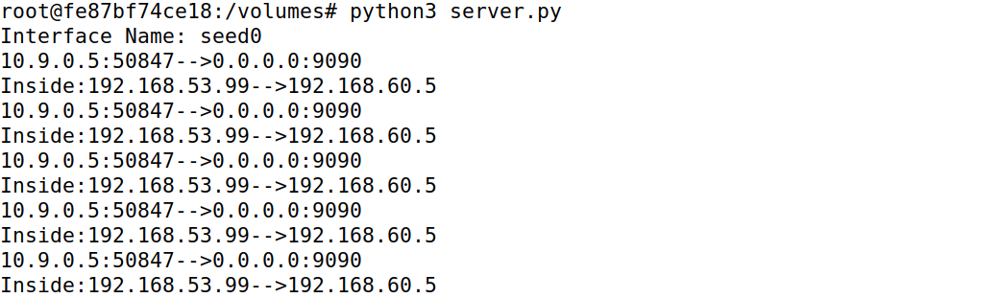 root@fe87bf74ce18:/volumes# python3 server.py
Interface Name: seed0
10.9.0.5:50847-->0.0.0.0:9090
Inside:192.168.53.99-->192.168.60.5
10.9.0.5:50847-->0.0.0.0:9090
Inside:192.168.53.99-->192.168.60.5
10.9.0.5:50847-->0.0.0.0:9090
Inside:192.168.53.99-->192.168.60.5
10.9.0.5:50847-->0.0.0.0:9090
Inside:192.168.53.99-->192.168.60.5
10.9.0.5:50847-->0.0.0.0:9090
Inside:192.168.53.99-->192.168.60.5